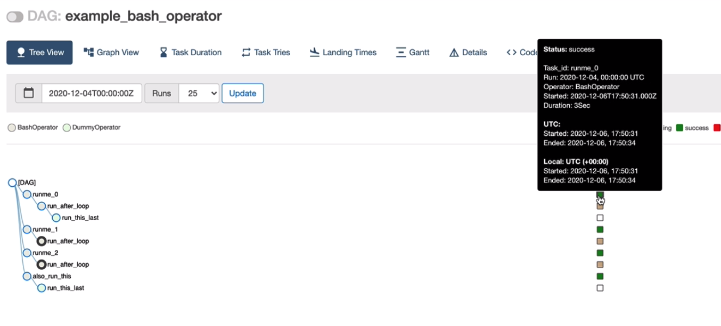 DAG: example_bash_operator
Tree View
Graph View
Task Duration
Task Tries
Landing Times
Gantt
Details
<> Code
2020-12-04T00:00:00Z
Runs
25
Update
BashOperator
DummyOperator
ing
success
Status: success
Task_id: runme_0
Run: 2020-12-04, 00:00:00 UTC
Operator: BashOperator
Started: 2020-12-06T17:50:31.000Z
Duration: 3Sec
UTC:
Started: 2020-12-06, 17:50:31
Ended: 2020-12-06, 17:50:34
Local: UTC (+00:00)
Started: 2020-12-06, 17:50:31
Ended: 2020-12-06, 17:50:34
[DAG]
runme_0
run_after_loop
run_this_last
runme_1
run_after_loop
runme_2
run_after_loop
also_run_this
run_this_last